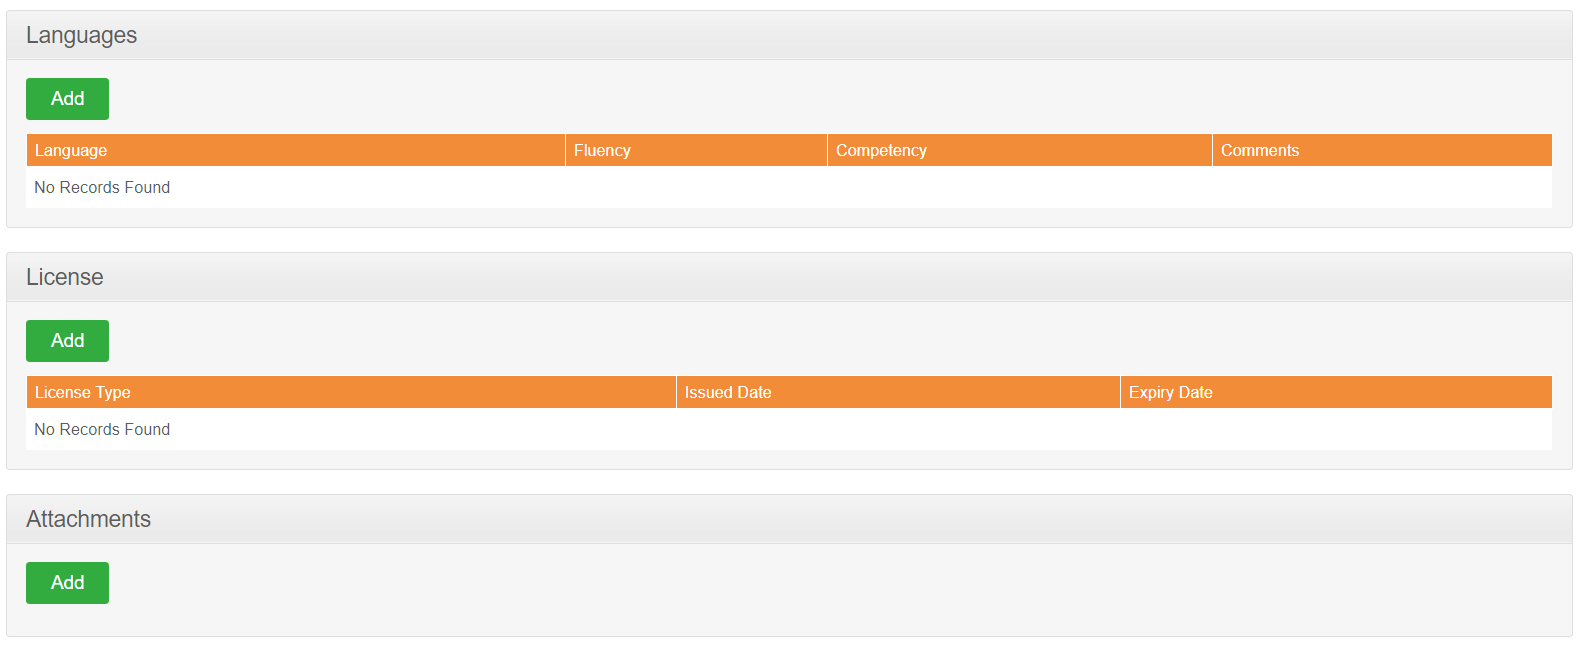 Languages
Add
Language Fluency Competency Comments
No Records Found
License
Add
License Type Issued Date Expiry Date
No Records Found
Attachments
Add